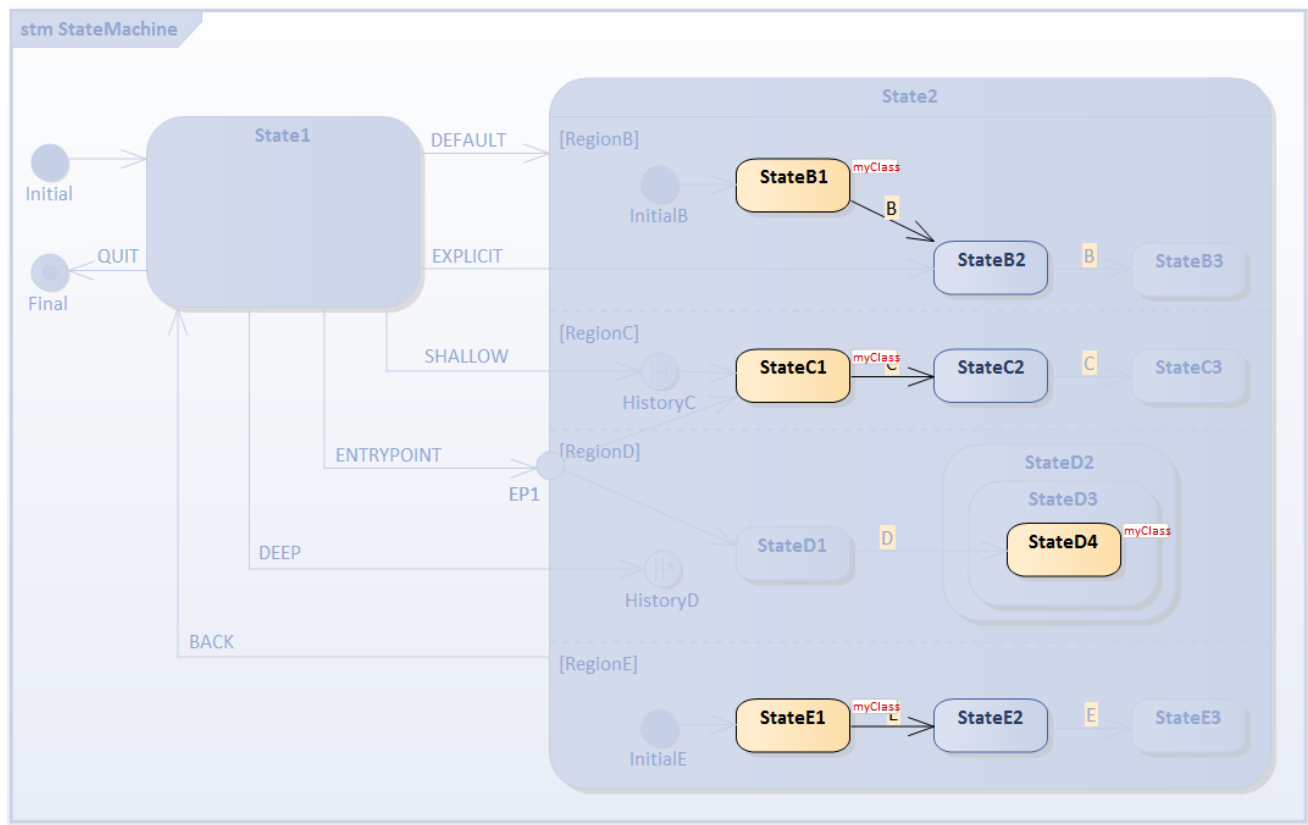 stm StateMachine
State2
State1
DEFAULT
[RegionB]
Initial
InitialB
StateB1
myClass
B
QUIT
Final
EXPLICIT
StateB2
B
StateB3
[RegionC]
SHALLOW
HistoryC
StateC1
myClass
C
StateC2
C
StateC3
ENTRYPOINT
EP1
[RegionD]
StateD2
StateD3
StateD1
D
StateD4
myClass
DEEP
H*
HistoryD
H
BACK
[RegionE]
InitialE
StateE1
myClass
E
StateE2
E
StateE3